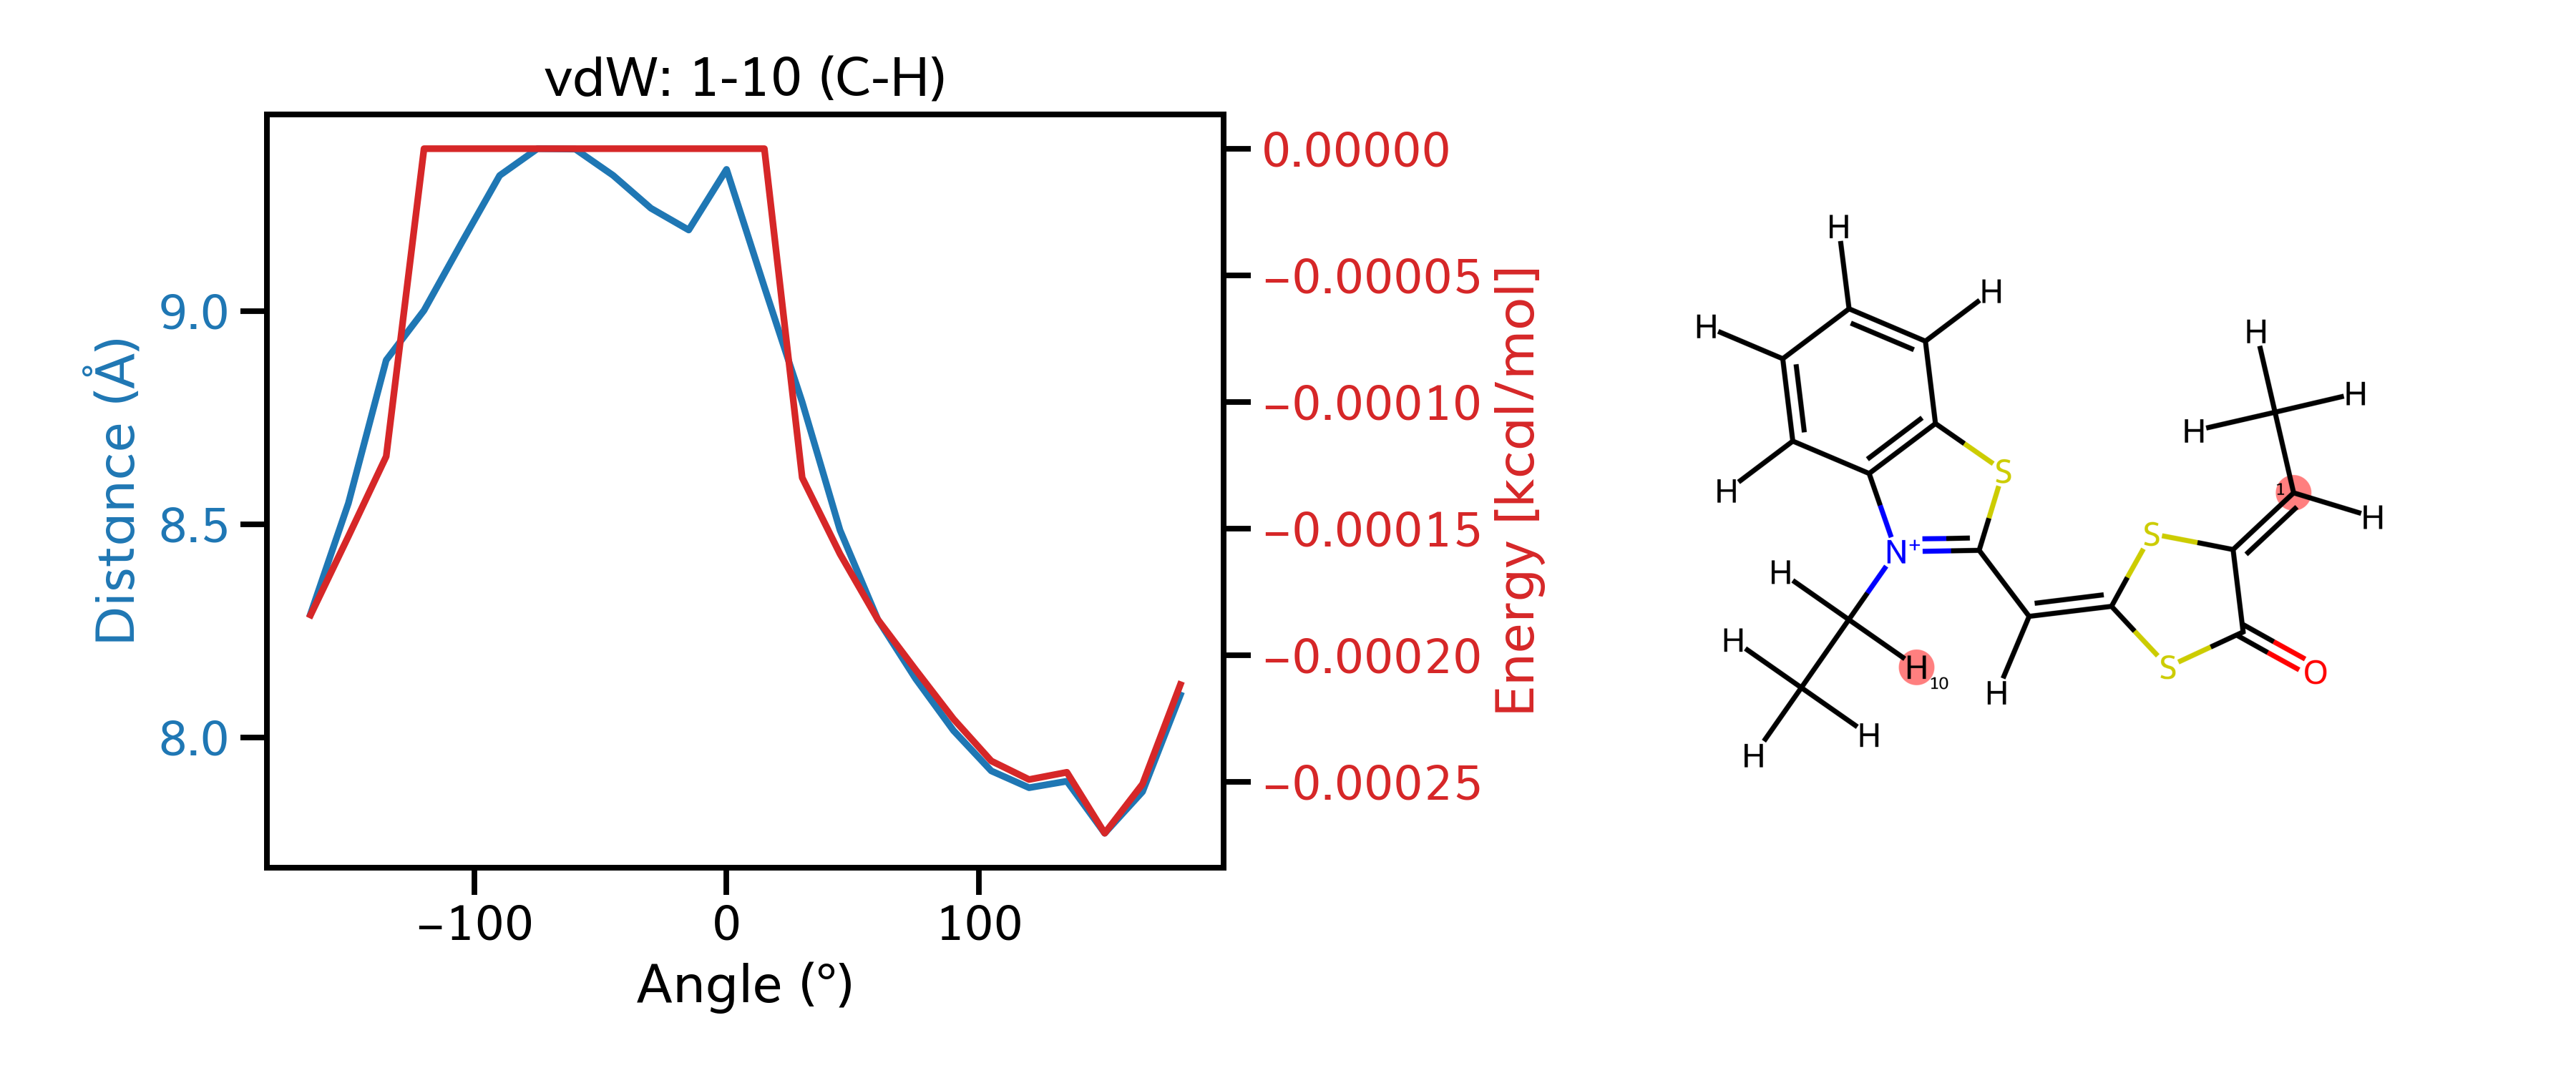 vdW: 1-10 (C-H)
Distance (Å)
9.0
8.5
8.0
−100
0
100
Angle (°)
0.00000
−0.00005
−0.00010
−0.00015
−0.00020
−0.00025
Energy [kcal/mol]
H
H
H
H
H
H
S
H
1
H
S
N+
H
H
H10
H
S
O
H
H